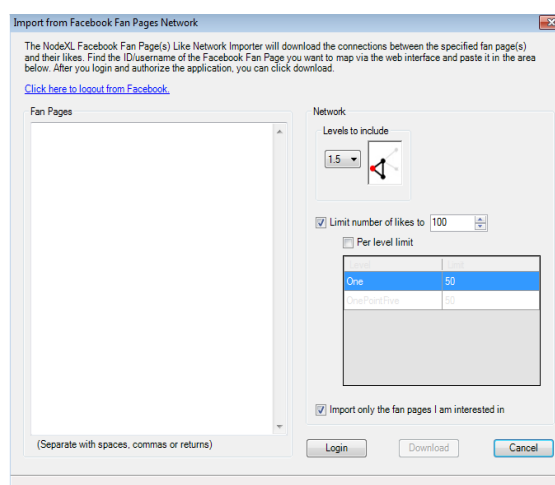 Import from Facebook Fan Pages Network
The NodeXL Facebook Fan Page(s) Like Network Importer will download the connections between the specified fan page(s)
and their likes. Find the ID/username of the Facebook Fan Page you want to map via the web interface and paste it in the area
below. After you login and authorize the application, you can click download.
Click here to logout from Facebook.
Fan Pages
Network
Levels to include
1.5
Limit number of likes to 100
Per level limit
Level Limit
One 50
OnePointFive 50
Import only the fan pages I am interested in
(Separate with spaces, commas or returns)
Login Download Cancel